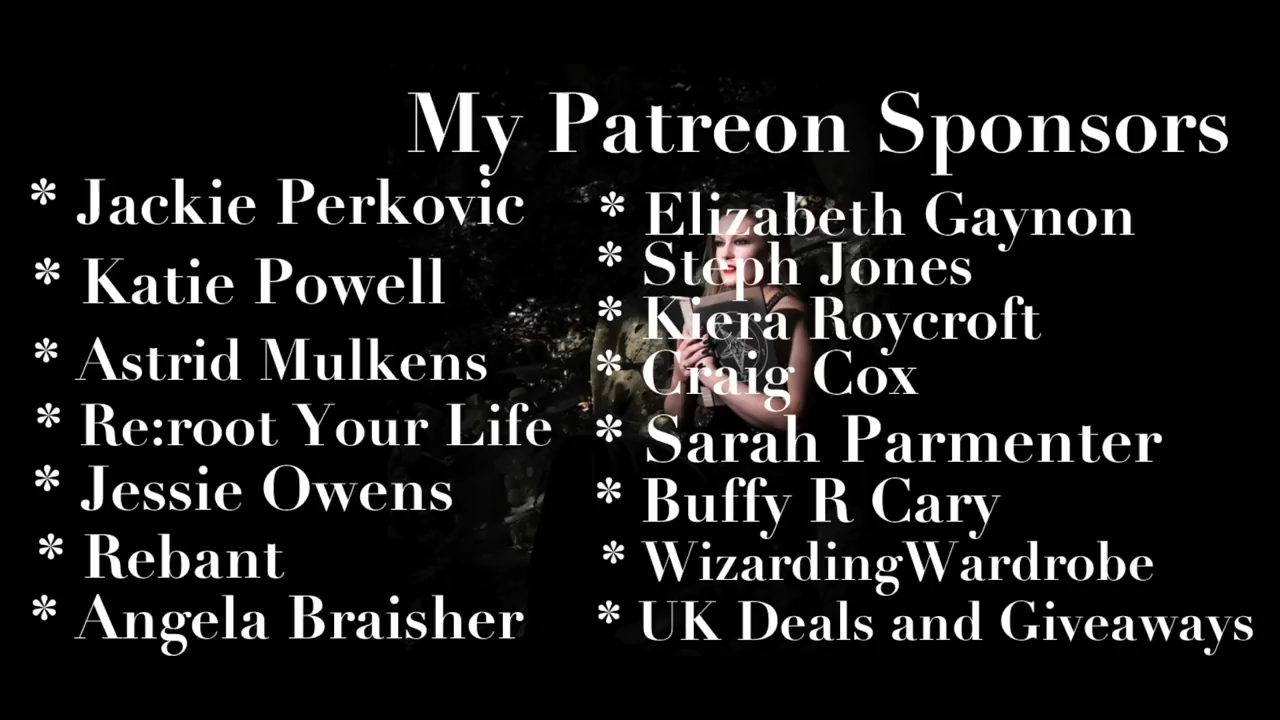 My Patreon Sponsors
* Jackie Perkovic
* Katie Powell
* Astrid Mulkens
* Re:root Your Life
* Jessie Owens
* Rebant
* Angela Braisher
* Elizabeth Gaynon
* Steph Jones
* Kiera Roycroft
* Craig Cox
* Sarah Parmenter
* Buffy R Cary
* WizardingWardrobe
* UK Deals and Giveaways